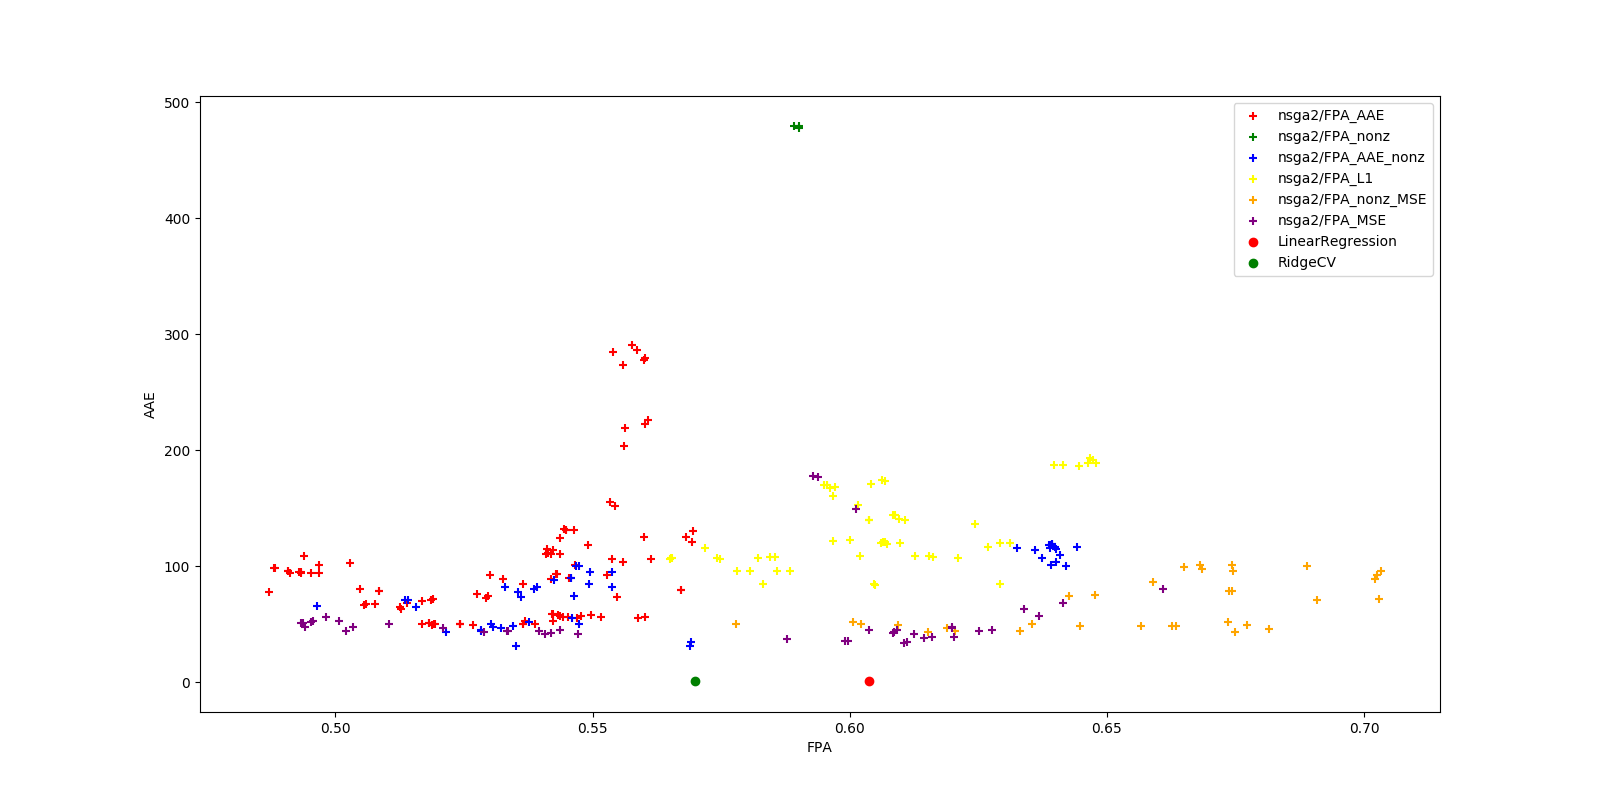 500
400
300
200
100
0
AAE
0.50
0.55
0.60
0.65
0.70
FPA
nsga2/FPA_AAE
nsga2/FPA_nonz
nsga2/FPA_AAE_nonz
nsga2/FPA_L1
nsga2/FPA_nonz_MSE
nsga2/FPA_MSE
LinearRegression
RidgeCV